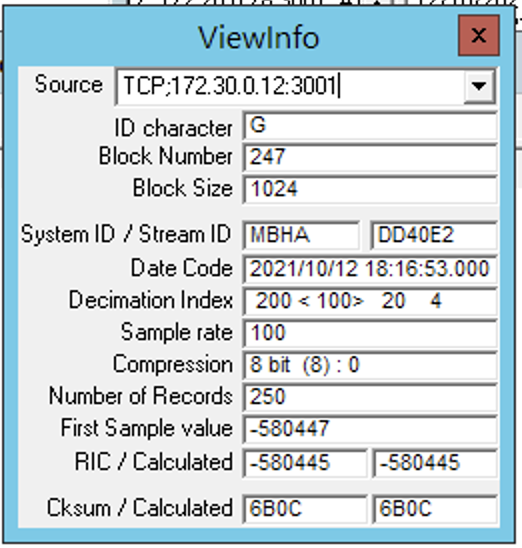 ViewInfo x
Source TCP;172.30.0.12:3001
ID character G
Block Number 247
Block Size 1024
System ID / Stream ID MBHA DD40E2
Date Code 2021/10/12 18:16:53.000
Decimation Index 200 < 100> 20 4
Sample rate 100
Compression 8 bit (8) : 0
Number of Records 250
First Sample value -580447
RIC / Calculated -580445 -580445
Cksum / Calculated 6B0C 6B0C